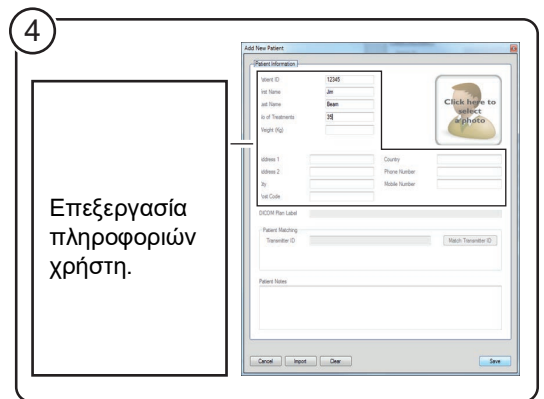 4
Επεξεργασία
πληροφοριών
χρήστη.
Add New Patient
Patient Information
atient ID 12345
irst Name Jim
ast Name Beam
o of Treatments 35
Weight (Kg)
Click here to
select
a photo
ddress 1 Country
ddress 2 Phone Number
ity Mobile Number
Code
DICOM Plan Label
Patient Matching
Transmitter ID Match Transmitter ID
Patient Notes
Cancel Import Clear Save